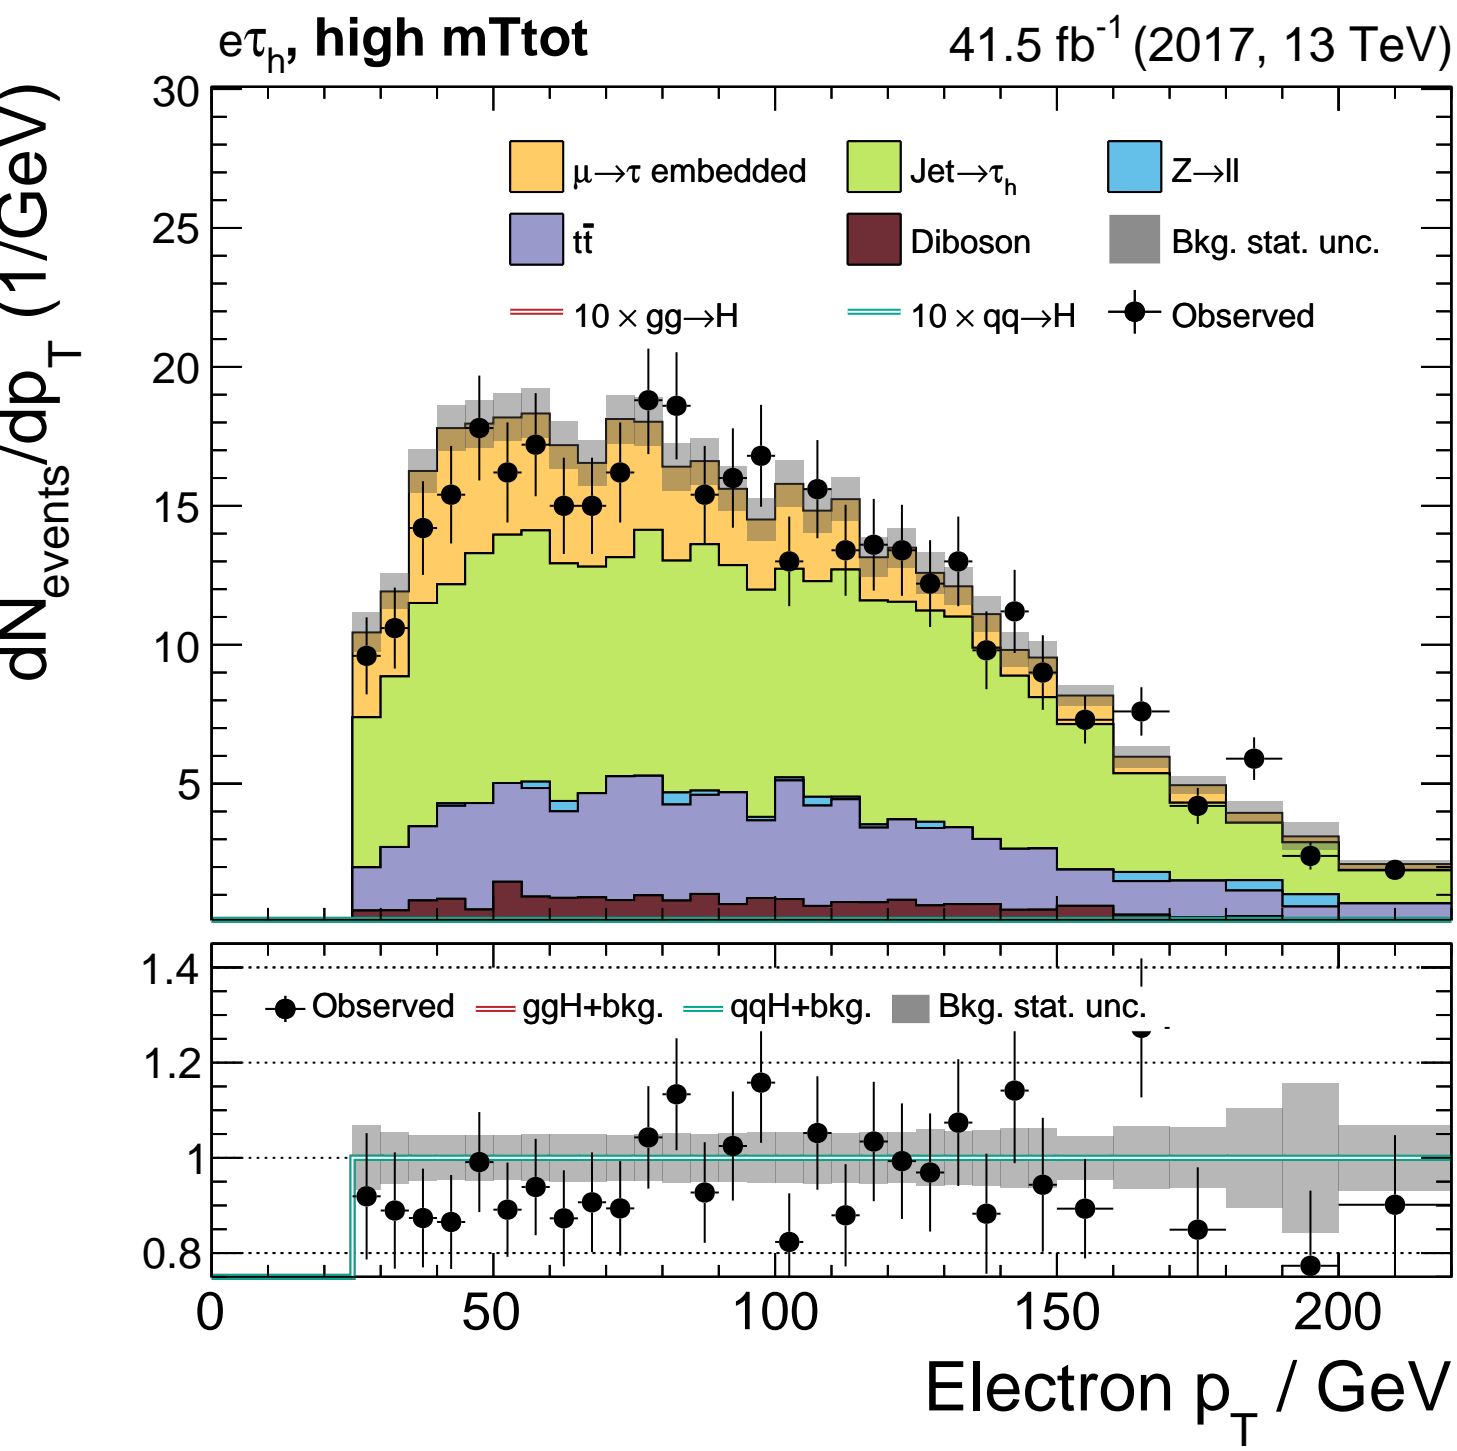 eτh, high mTtot 41.5 fb-1 (2017, 13 TeV)
dNevents/dpT (1/GeV)
30
25
20
15
10
5
μ→τ embedded Jet→τh Z→ll
tt̄ Diboson Bkg. stat. unc.
10 × gg→H 10 × qq→H Observed
1.4
1.2
1
0.8
Observed ggH+bkg. qqH+bkg. Bkg. stat. unc.
0 50 100 150 200
Electron pT / GeV